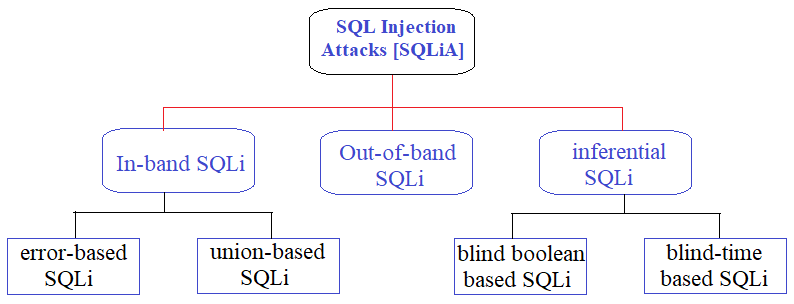 SQL Injection
Attacks [SQLiA]
In-band SQLi
Out-of-band
SQLi
inferential
SQLi
error-based
SQLi
union-based
SQLi
blind boolean
based SQLi
blind-time
based SQLi